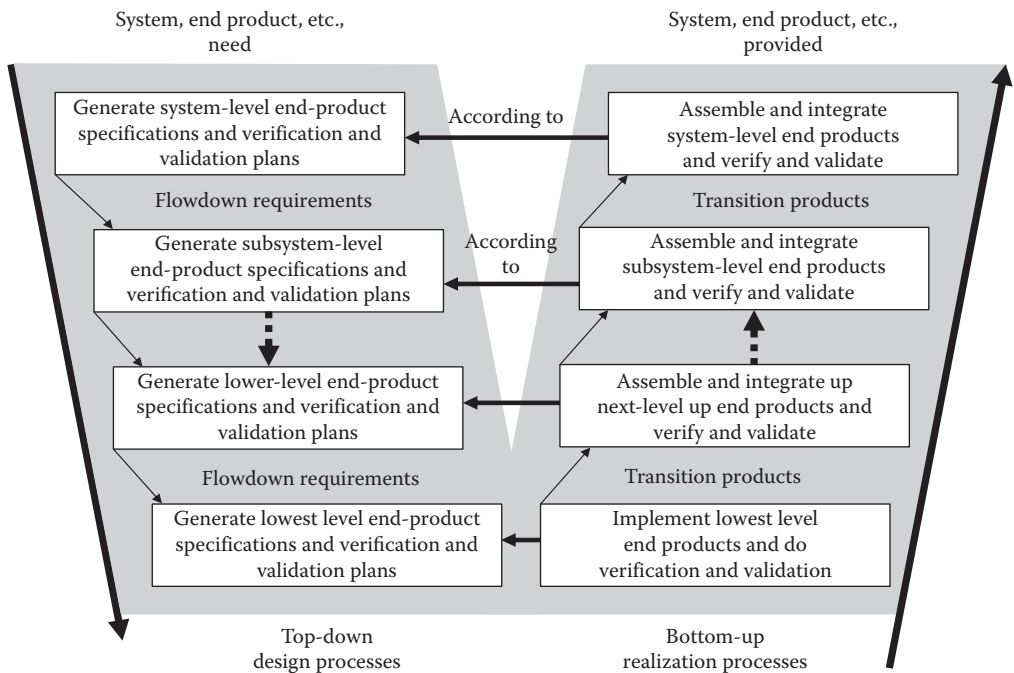 System, end product, etc.,
need
System, end product, etc.,
provided
Generate system-level end-product
specifications and verification and
validation plans
According to
Assemble and integrate
system-level end products
and verify and validate
Flowdown requirements
Transition products
Generate subsystem-level
end-product specifications and
verification and validation plans
According
to
Assemble and integrate
subsystem-level end products
and verify and validate
Generate lower-level end-product
specifications and verification and
validation plans
Assemble and integrate up
next-level up end products and
verify and validate
Flowdown requirements
Transition products
Generate lowest level end-product
specifications and verification and
validation plans
Implement lowest level
end products and do
verification and validation
Top-down
design processes
Bottom-up
realization processes